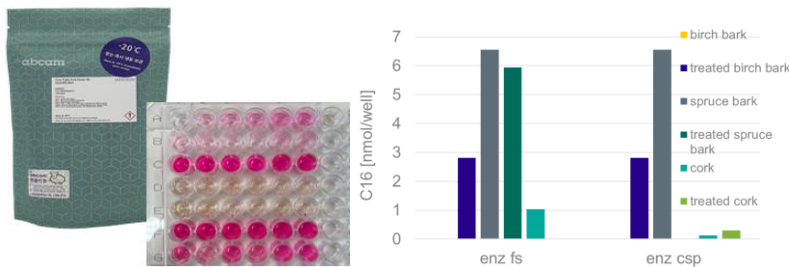 abcam
-20°C
A
B
C
D
E
F
G
C16 [nmol/well]
7
6
5
4
3
2
1
0
enz fs
enz csp
birch bark
treated birch bark
spruce bark
treated spruce
bark
cork
treated cork